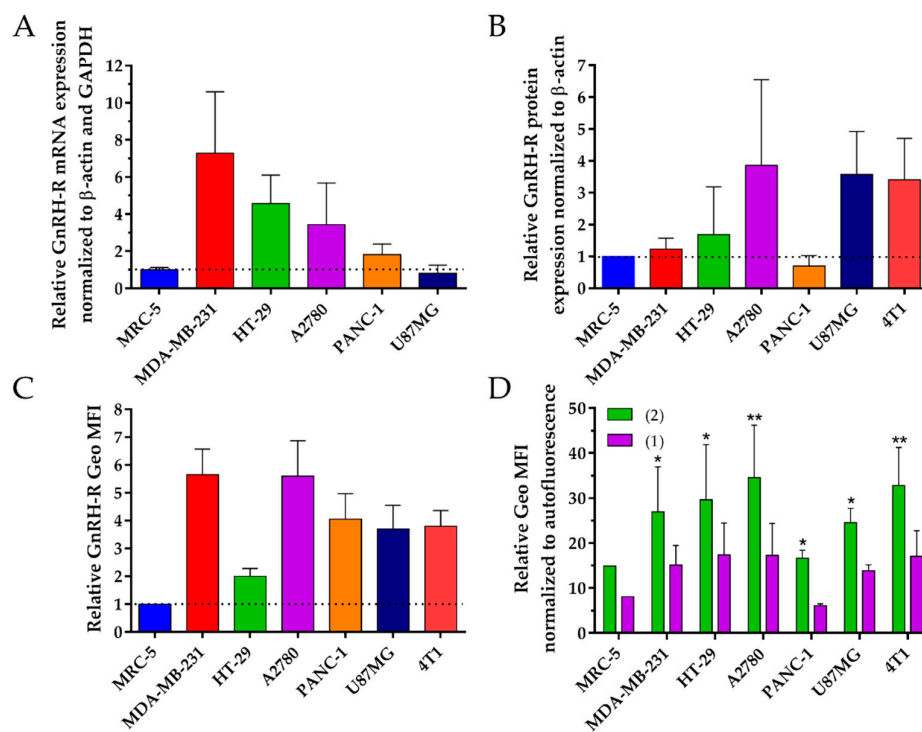 A
Relative GnRH-R mRNA expression
normalized to β-actin and GAPDH
12
10
8
6
4
2
0
MRC-5
MDA-MB-231
HT-29
A2780
PANC-1
U87MG
B
Relative GnRH-R protein
expression normalized to β-actin
7
6
5
4
3
2
1
0
MRC-5
MDA-MB-231
HT-29
A2780
PANC-1
U87MG
4T1
C
Relative GnRH-R Geo MFI
8
7
6
5
4
3
2
1
0
MRC-5
MDA-MB-231
HT-29
A2780
PANC-1
U87MG
4T1
D
Relative Geo MFI
normalized to autofluorescence
50
40
30
20
10
0
(2)
(1)
*
*
**
*
*
**
MRC-5
MDA-MB-231
HT-29
A2780
PANC-1
U87MG
4T1